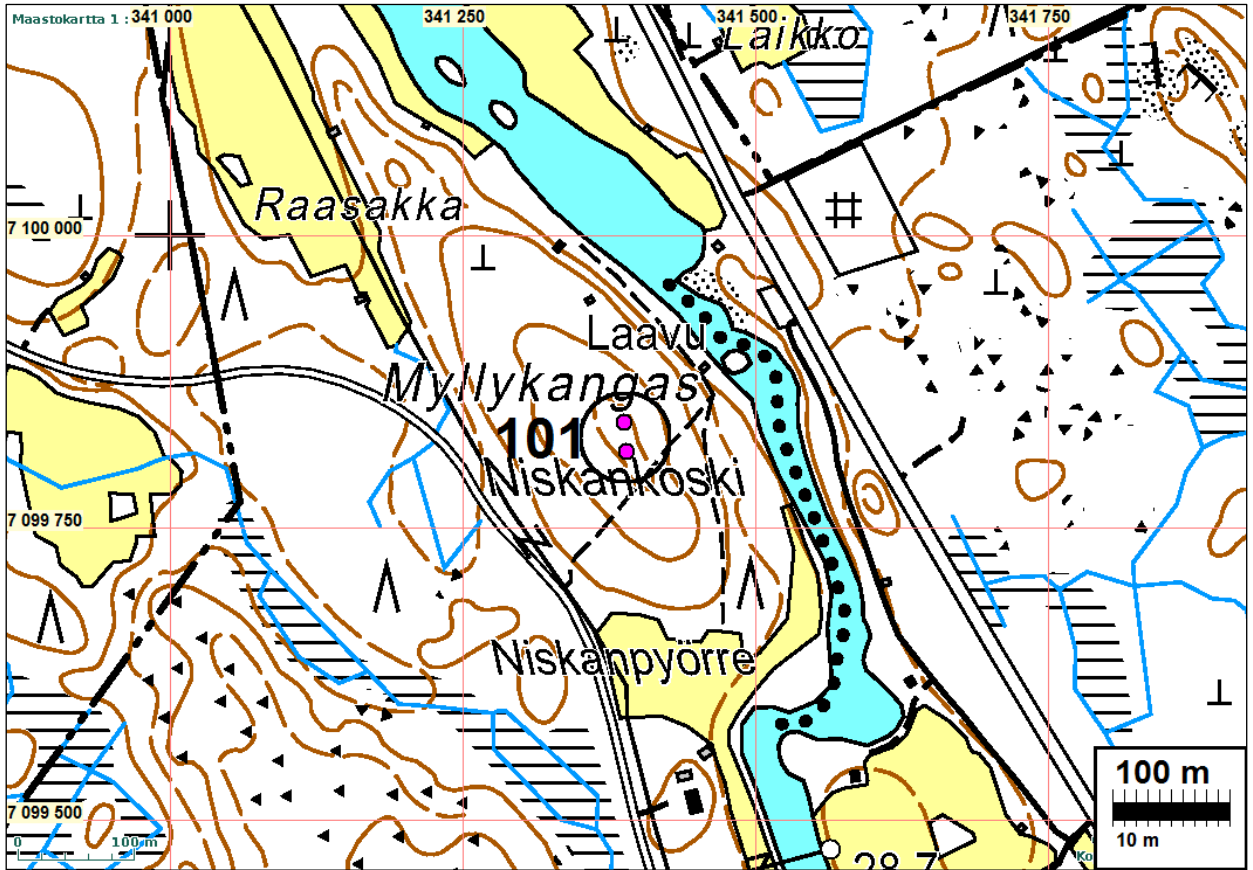 Maastokartta 1 :
341 000
341 250
341 500
341 750
Laikko
Raasakka
7 100 000
Laavu
Myllykangas
101
Niskankoski
7 099 750
Niskanpyörre
100 m
10 m
7 099 500
0
100 m
28.7
Ko